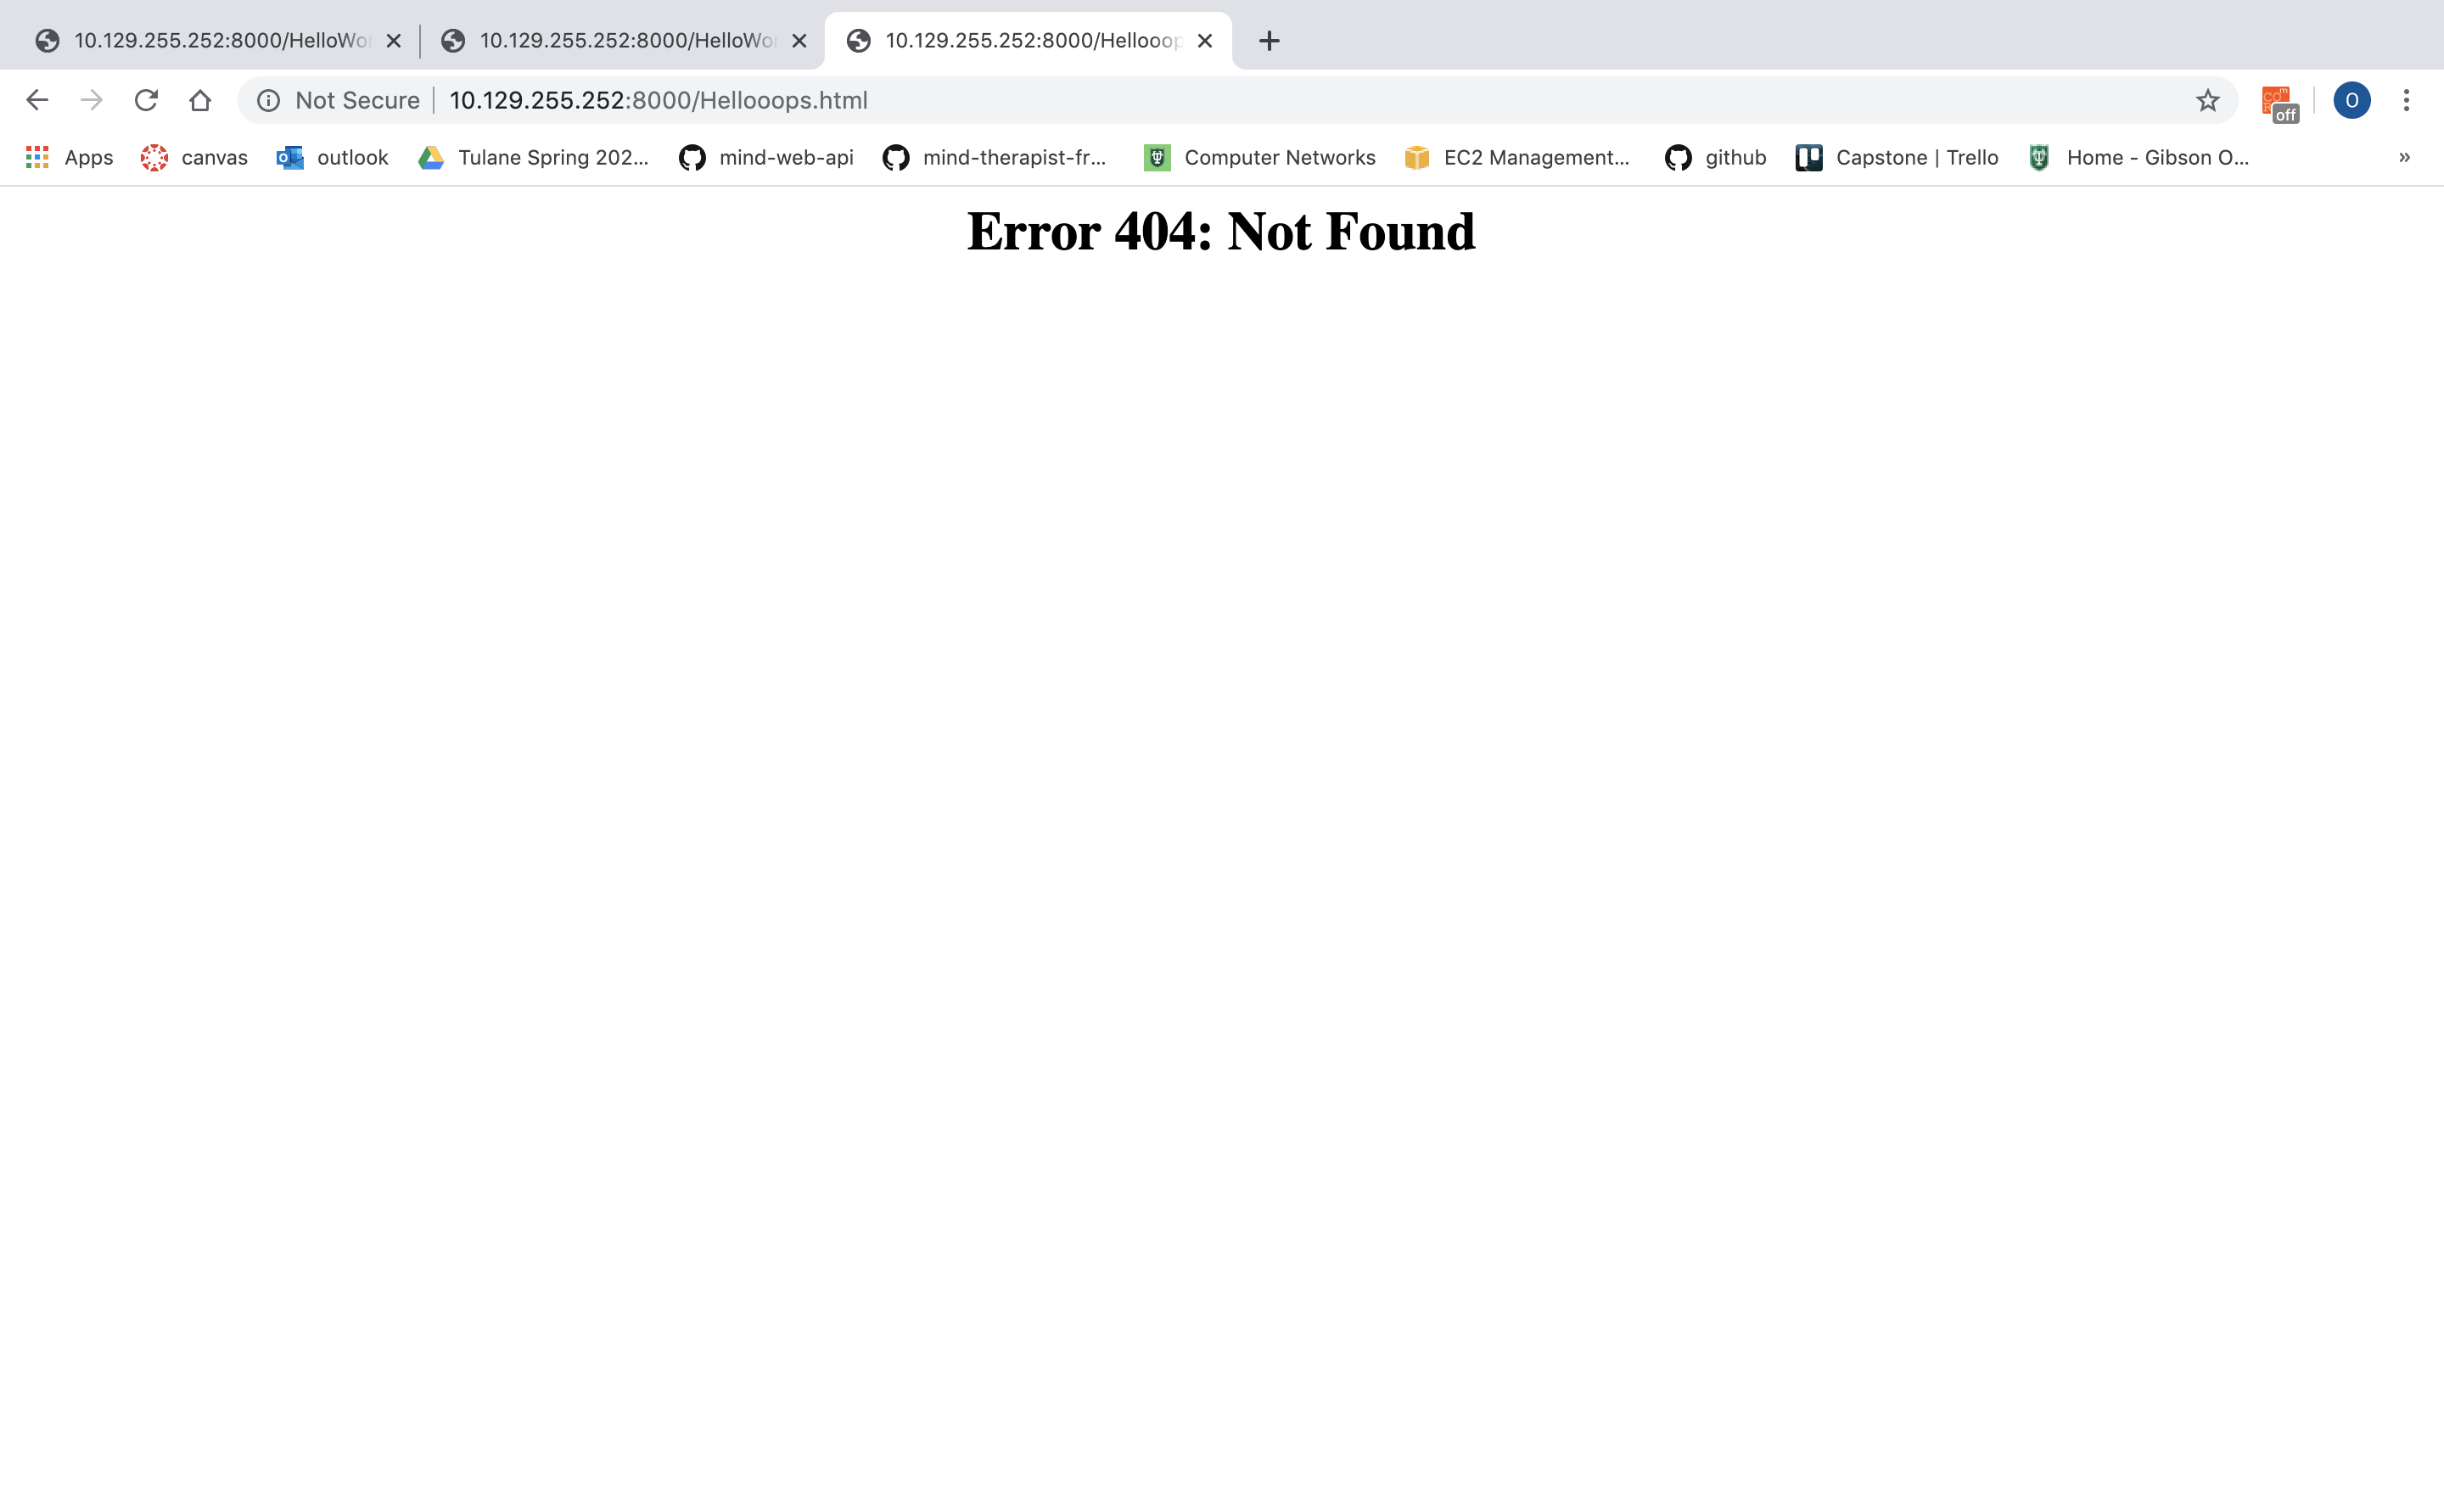 10.129.255.252:8000/HelloWor 10.129.255.252:8000/HelloWor 10.129.255.252:8000/Hellooop
Not Secure 10.129.255.252:8000/Hellooops.html off O
Apps canvas outlook Tulane Spring 202... mind-web-api mind-therapist-fr... Computer Networks EC2 Management... github Capstone | Trello Home - Gibson O... »
Error 404: Not Found